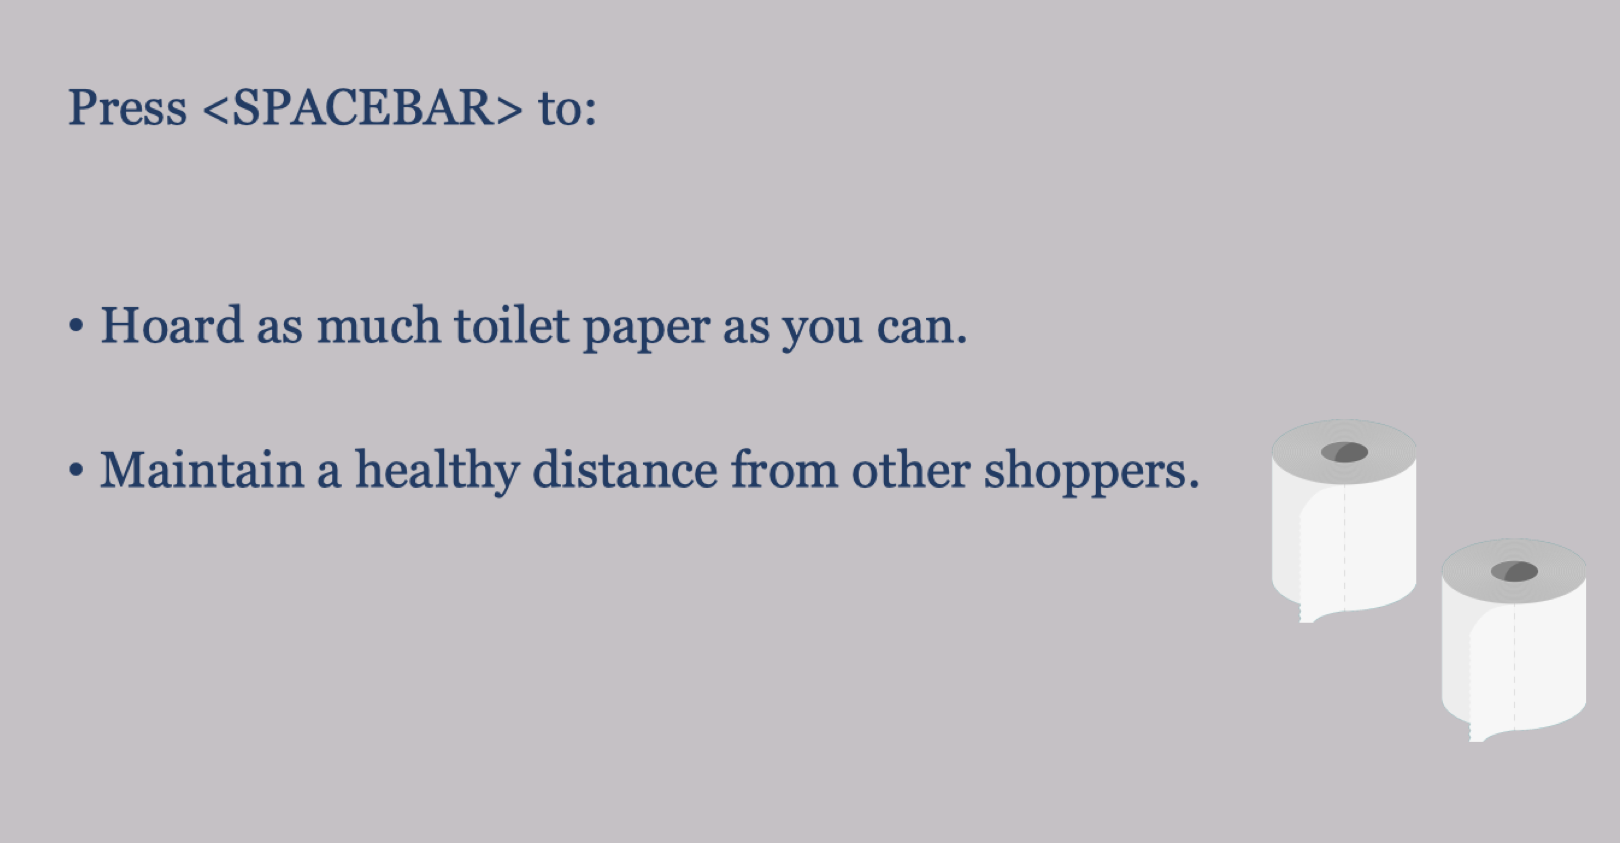 Press <SPACEBAR> to:
• Hoard as much toilet paper as you can.
• Maintain a healthy distance from other shoppers.